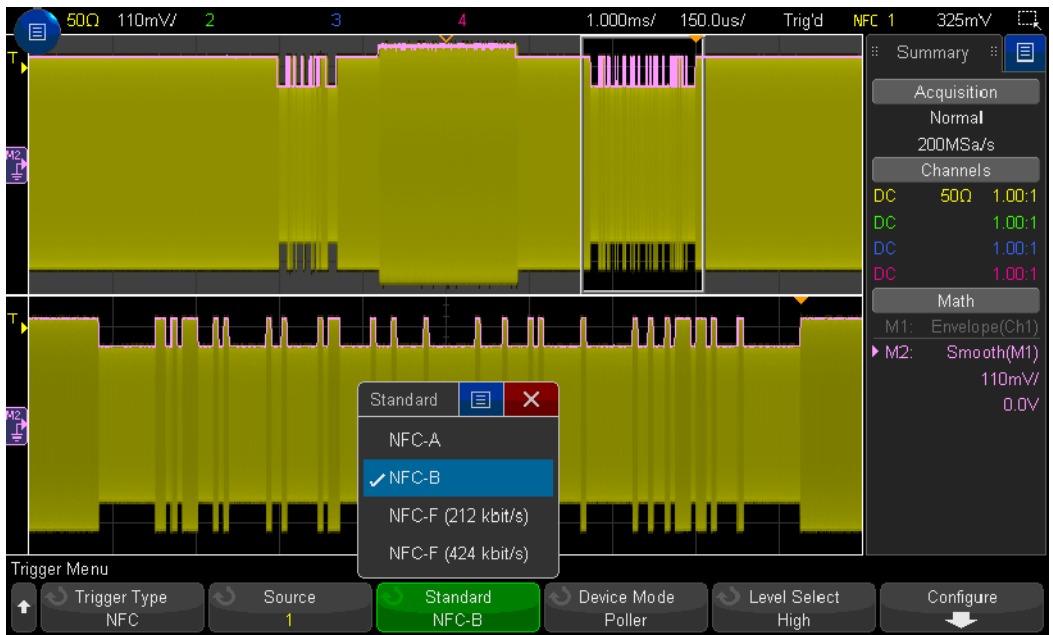 50Ω 110mV/ 2 3 4 1.000ms/ 150.0us/ Trig'd NFC 1 325mV
T
M2
T
M2
Summary
Acquisition
Normal
200MSa/s
Channels
DC 50Ω 1.00:1
DC 1.00:1
DC 1.00:1
DC 1.00:1
Math
M1: Envelope(Ch1)
M2: Smooth(M1)
110mV/
0.0V
Standard
NFC-A
NFC-B
NFC-F (212 kbit/s)
NFC-F (424 kbit/s)
Trigger Menu
Trigger Type
NFC
Source
1
Standard
NFC-B
Device Mode
Poller
Level Select
High
Configure